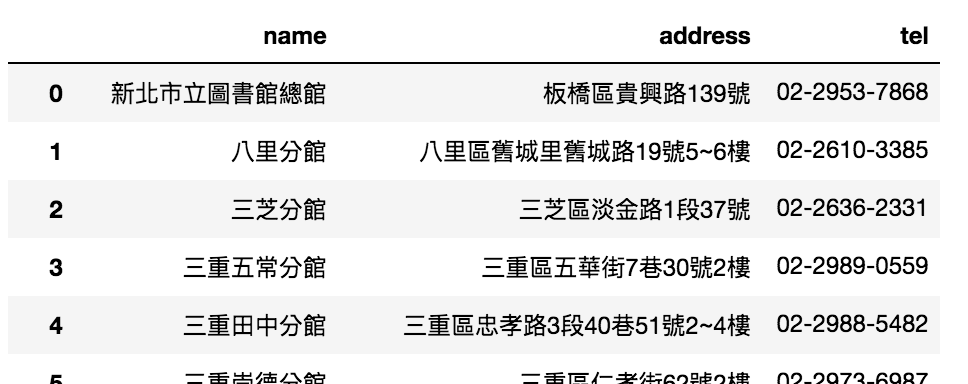 name address tel
0 新北市立圖書館總館 板橋區貴興路139號 02-2953-7868
1 八里分館 八里區舊城里舊城路19號5~6樓 02-2610-3385
2 三芝分館 三芝區淡金路1段37號 02-2636-2331
3 三重五常分館 三重區五華街7巷30號2樓 02-2989-0559
4 三重田中分館 三重區忠孝路3段40巷51號2~4樓 02-2988-5482
5 三重崇德分館 三重區仁孝街62號2樓 02-2973-6987